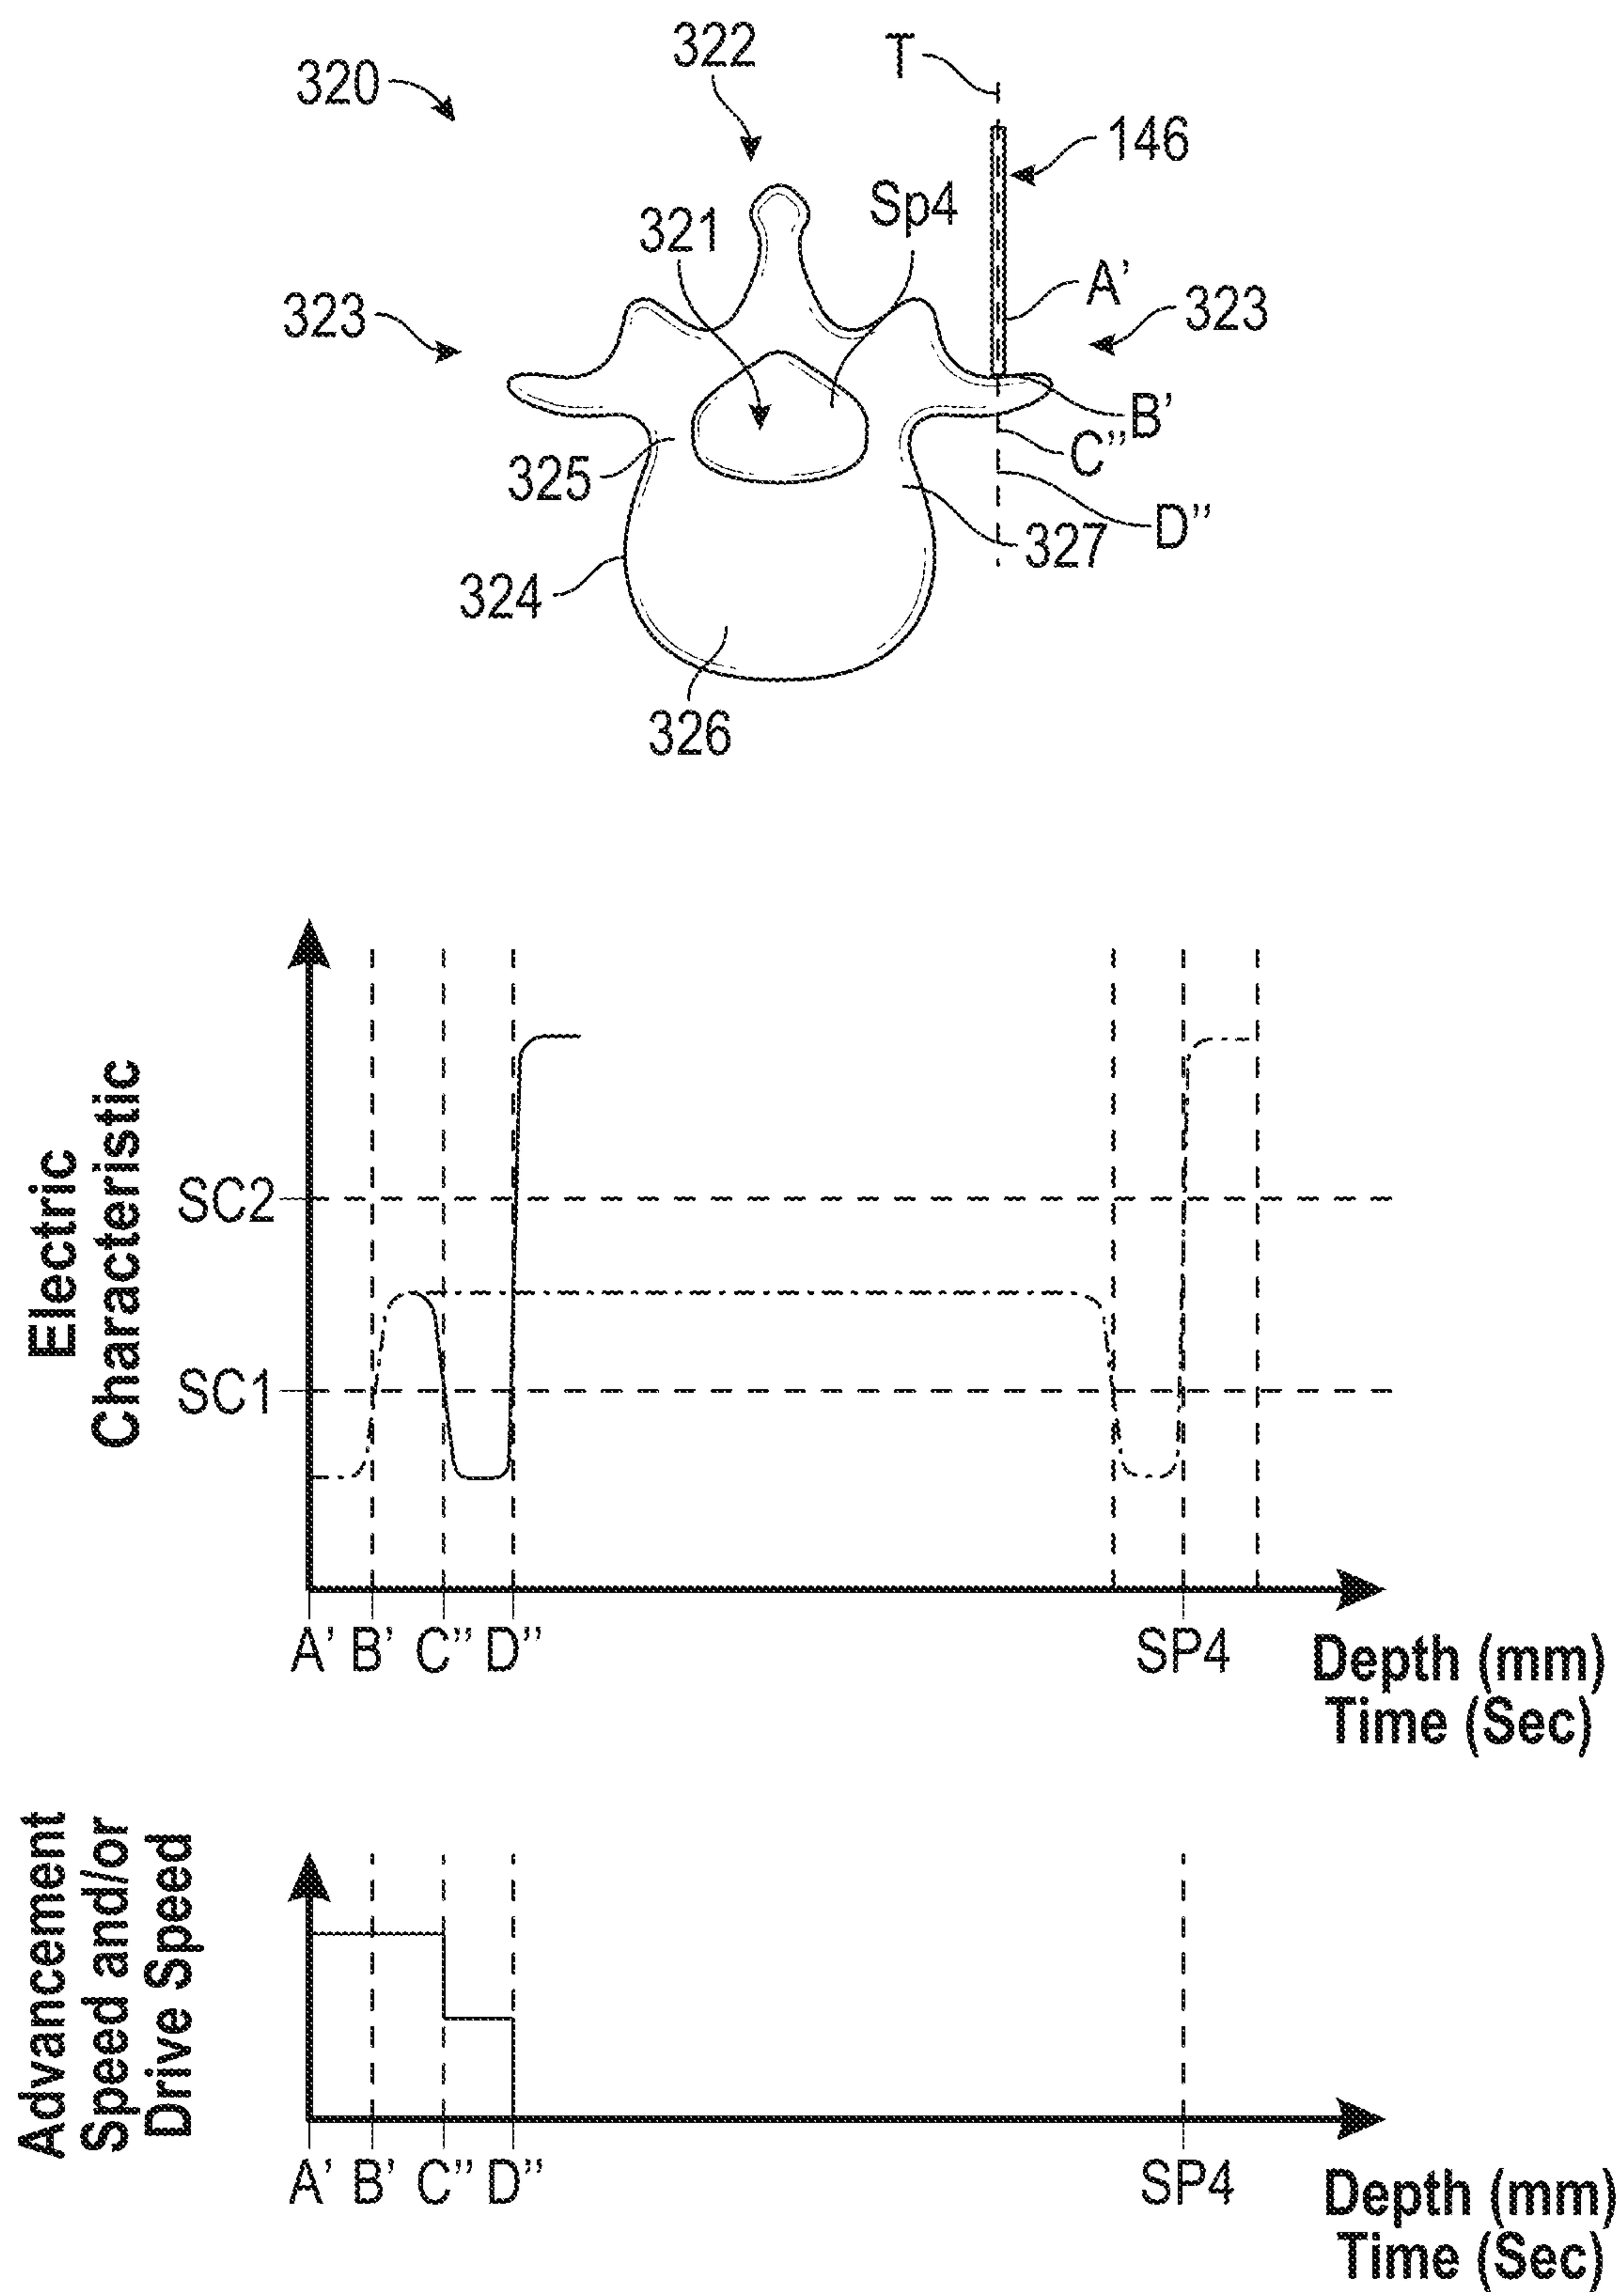 322
T
320
146
Sp4
321
A’
323
323
B’
C’’
325
D’’
327
324
326
Electric
Characteristic
SC2
SC1
A’ B’ C’’ D’’ SP4
Depth (mm)
Time (Sec)
Advancement
Speed and/or
Drive Speed
A’ B’ C’’ D’’ SP4
Depth (mm)
Time (Sec)